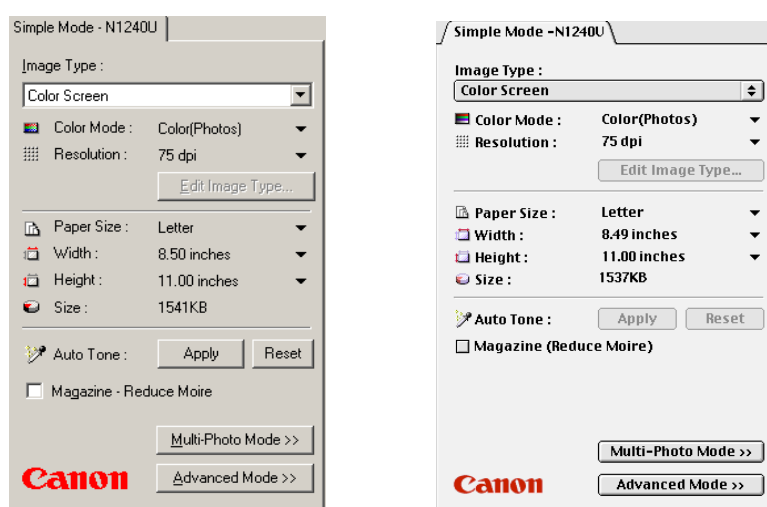 Simple Mode - N1240U
Image Type :
Color Screen
Color Mode : Color(Photos)
Resolution : 75 dpi
Edit Image Type...
Paper Size : Letter
Width : 8.50 inches
Height : 11.00 inches
Size : 1541KB
Auto Tone : Apply Reset
Magazine - Reduce Moire
Multi-Photo Mode >>
Canon Advanced Mode >>
Simple Mode -N1240U
Image Type :
Color Screen
Color Mode : Color(Photos)
Resolution : 75 dpi
Edit Image Type...
Paper Size : Letter
Width : 8.49 inches
Height : 11.00 inches
Size : 1537KB
Auto Tone : Apply Reset
Magazine (Reduce Moire)
Multi-Photo Mode >>
Canon Advanced Mode >>